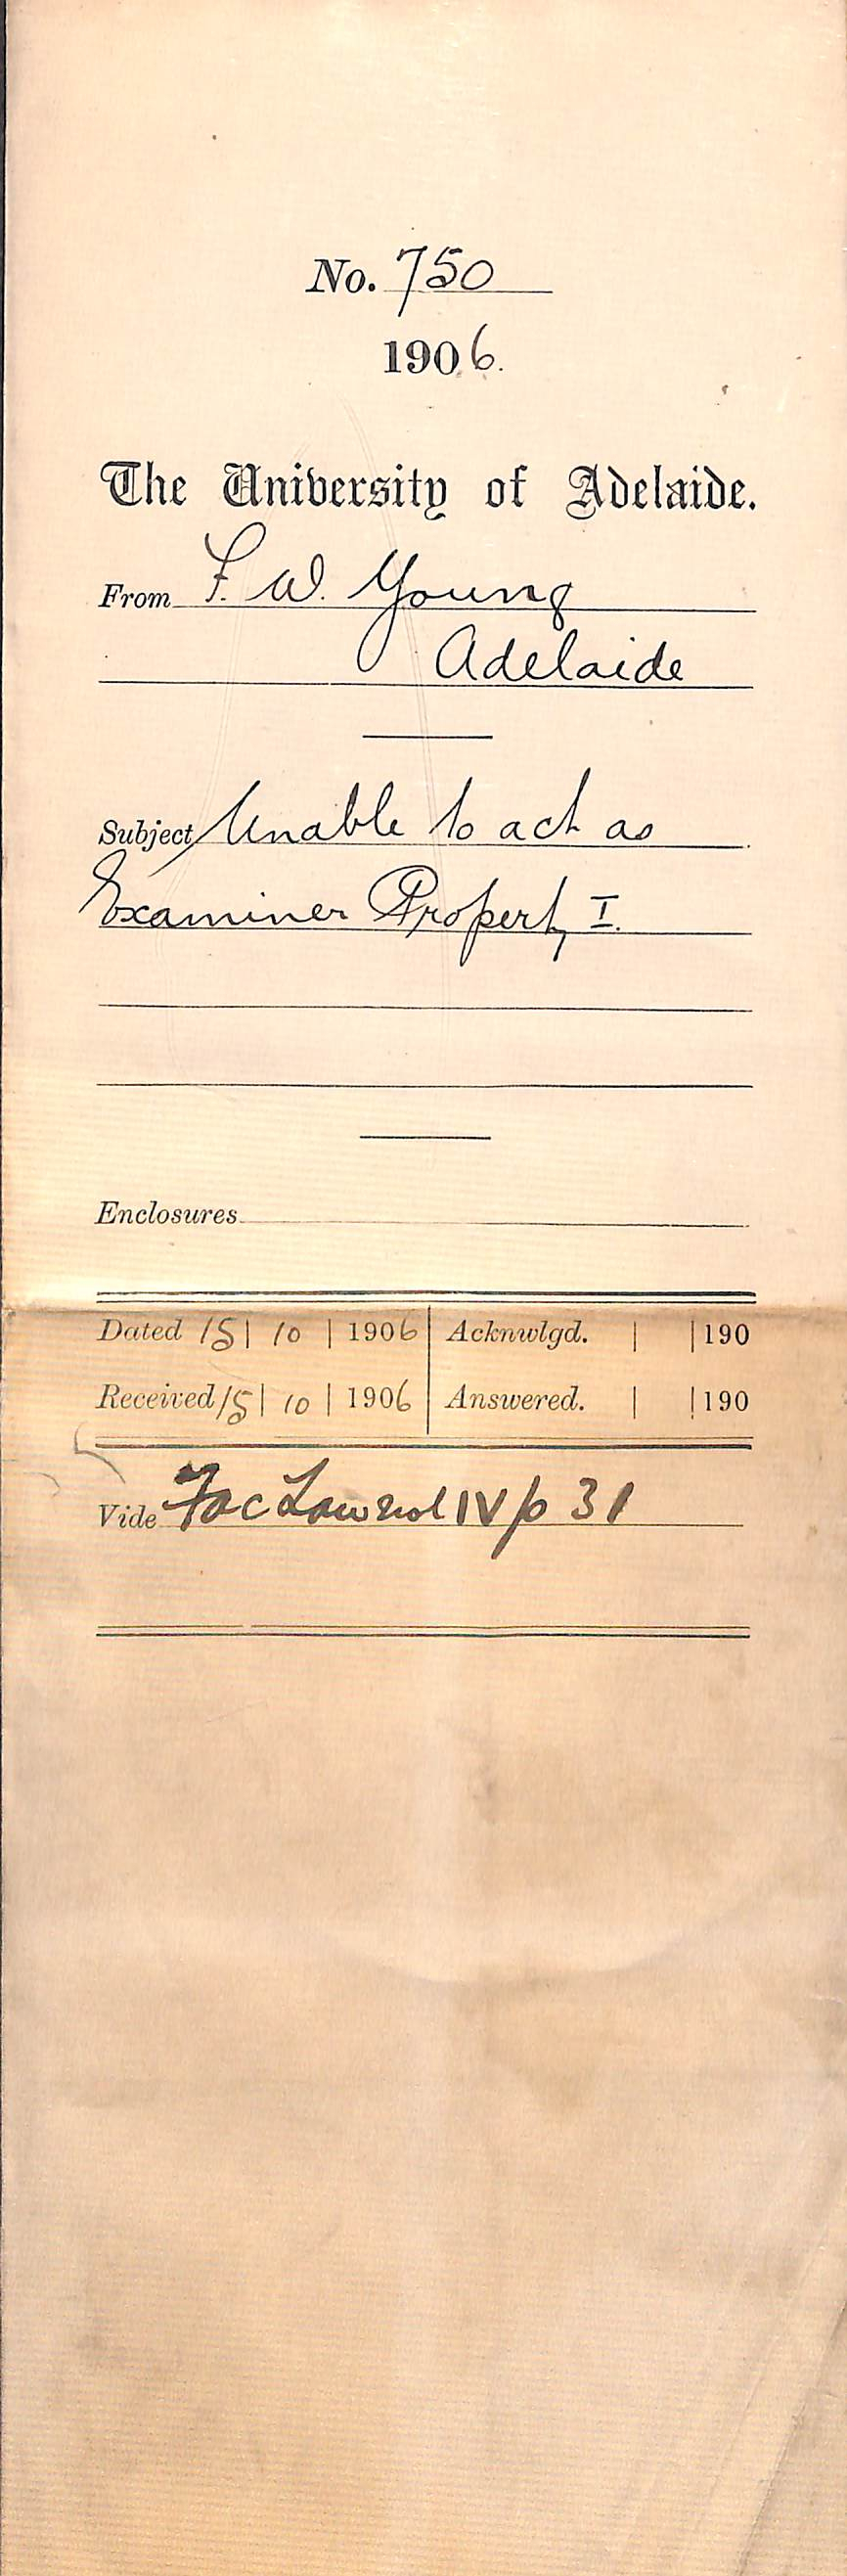 No. 750
1906.
The University of Adelaide.
From F. W. Young
Adelaide
Subject Unable to act as
Examiner Property I.
Enclosures
Dated 15 | 10 | 1906 | Acknwlgd. | | 190
Received 15 | 10 | 1906 | Answered. | | 190
Vide Fac Law vol IV p 31